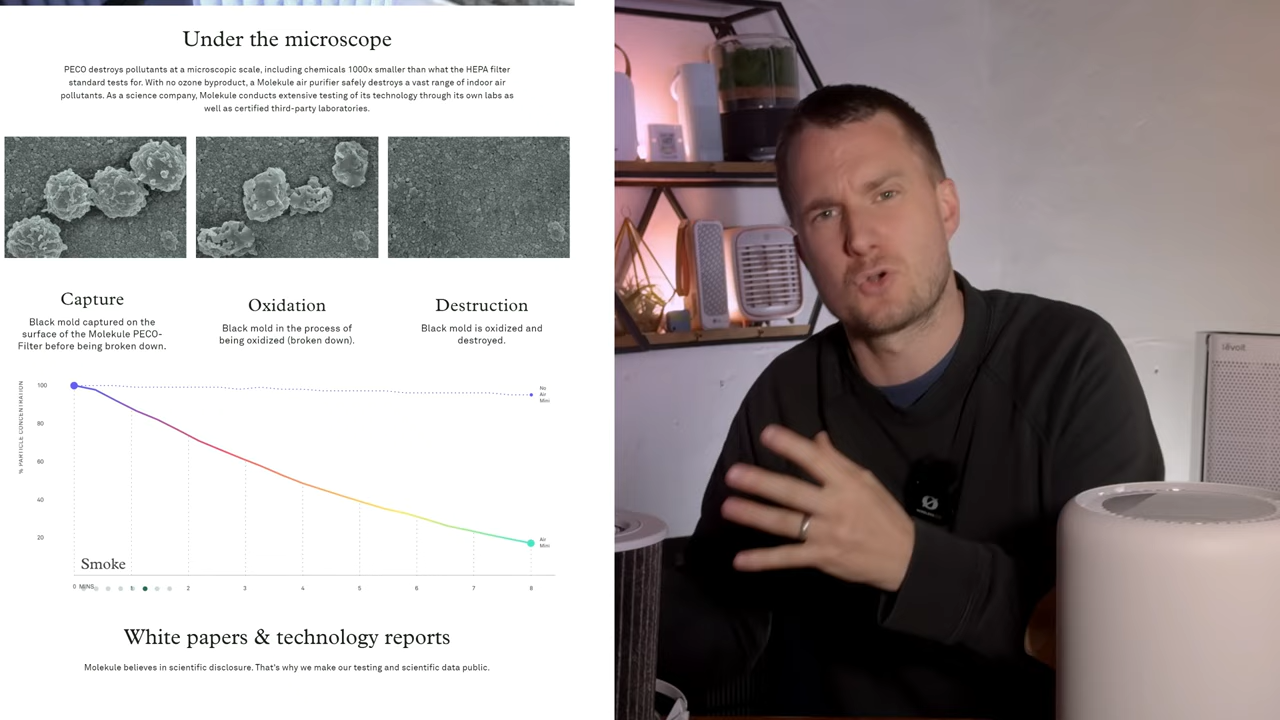 Under the microscope
PECO destroys pollutants at a microscopic scale, including chemicals 1000x smaller than what the HEPA filter
standard tests for. With no ozone byproduct, a Molekule air purifier safely destroys a vast range of indoor air
pollutants. As a science company, Molekule conducts extensive testing of its technology through its own labs as
well as certified third-party laboratories.
Capture
Black mold captured on the
surface of the Molekule PECO-
Filter before being broken down.
Oxidation
Black mold in the process of
being oxidized (broken down).
Destruction
Black mold is oxidized and
destroyed.
% PARTICLE CONCENTRATION
100
80
60
40
20
No
Air
Mini
Air
Mini
Smoke
0 MINS 1 2 3 4 5 6 7 8
White papers & technology reports
Molekule believes in scientific disclosure. That's why we make our testing and scientific data public.
levoit